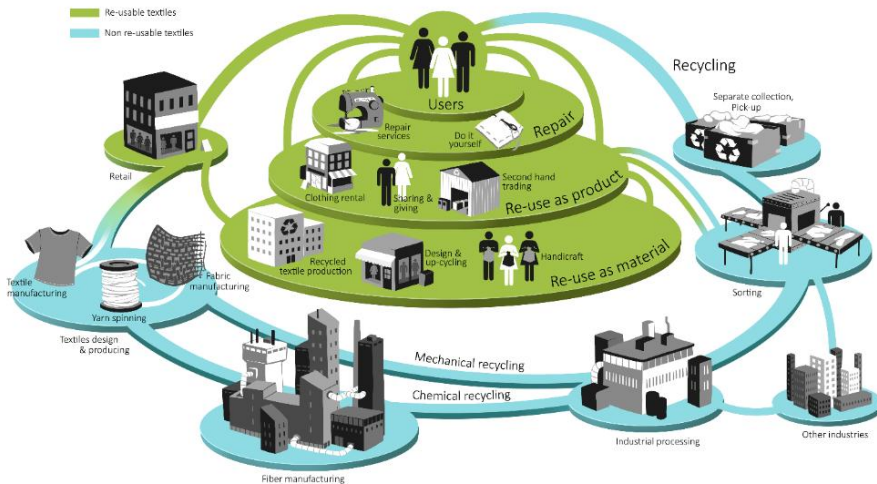 Re-usable textiles
Non re-usable textiles
Users
Recycling
Separate collection,
Pick-up
Repair
services
Do it
yourself
Repair
Retail
Clothing rental
Sharing &
giving
Second hand
trading
Re-use as product
Recycled
textile production
Design &
up-cycling
Handicraft
Re-use as material
Textile
manufacturing
Fabric
manufacturing
Yarn spinning
Textiles design
& producing
Sorting
Mechanical recycling
Chemical recycling
Fiber manufacturing
Industrial processing
Other industries